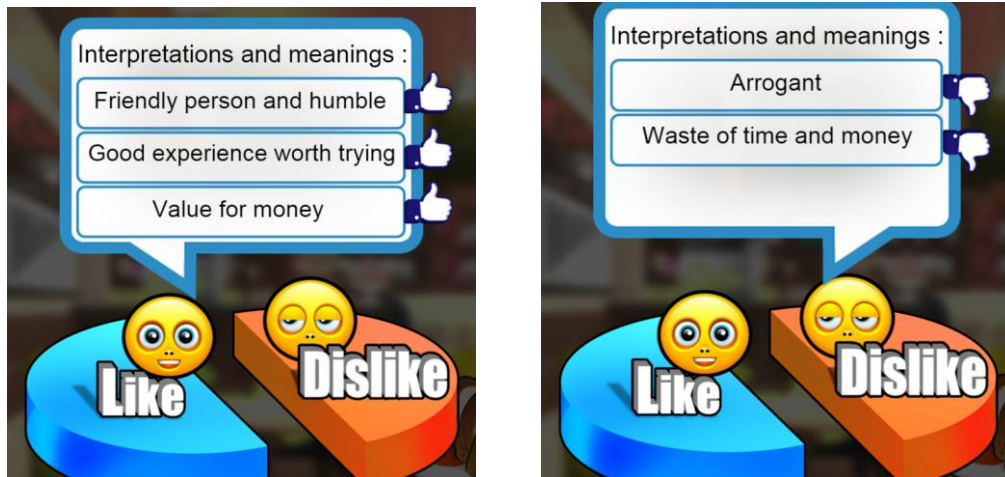 Interpretations and meanings :
Friendly person and humble
Good experience worth trying
Value for money
Like
Dislike
Interpretations and meanings :
Arrogant
Waste of time and money
Like
Dislike